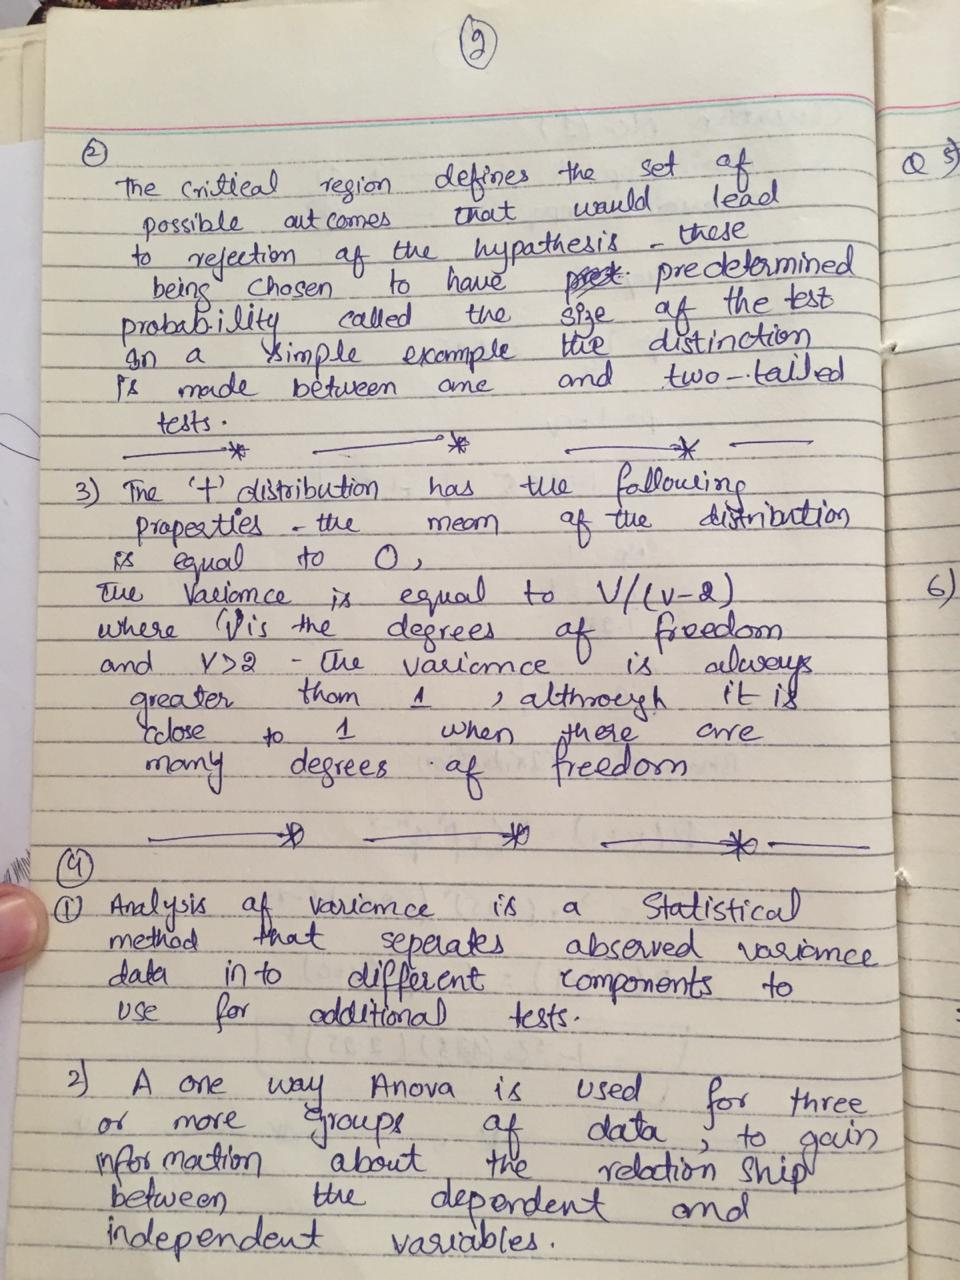 2
②
The critical region defines the set of
possible out comes that would lead
to rejection of the hypothesis - these
being chosen to have predetermined
probability called the size of the test
In a simple example the distinction
is made between one and two-tailed
tests.
3) The 't' distribution has the following
properties - the mean of the distribution
is equal to 0,
The Variance is equal to V/(v-2)
where V is the degrees of freedom
and V>2 - The variance is always
greater than 1 , although it is
close to 1 when there are
many degrees of freedom
④
① Analysis of variance is a Statistical
method that seperates observed variance
data in to different components to
use for additional tests.
2) A one way Anova is used for three
or more groups of data, to gain
information about the relation ship
between the dependent and
independent variables.
Q 5)
6)